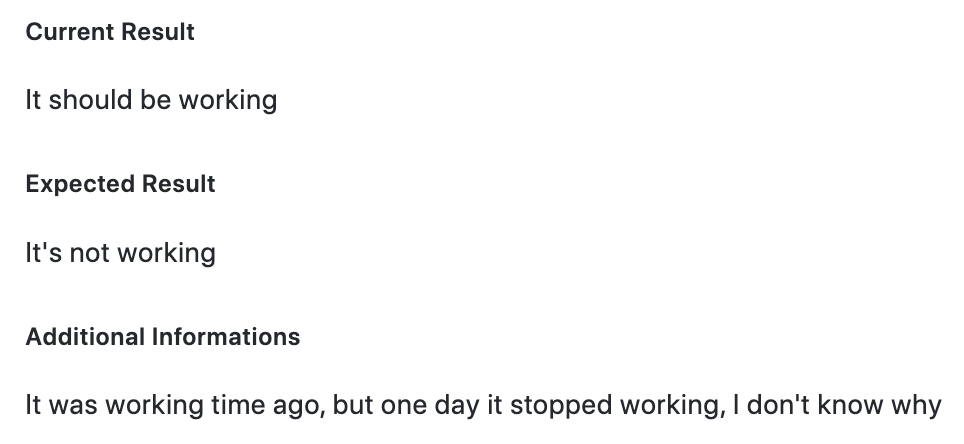 Current Result
It should be working
Expected Result
It's not working
Additional Informations
It was working time ago, but one day it stopped working, I don't know why